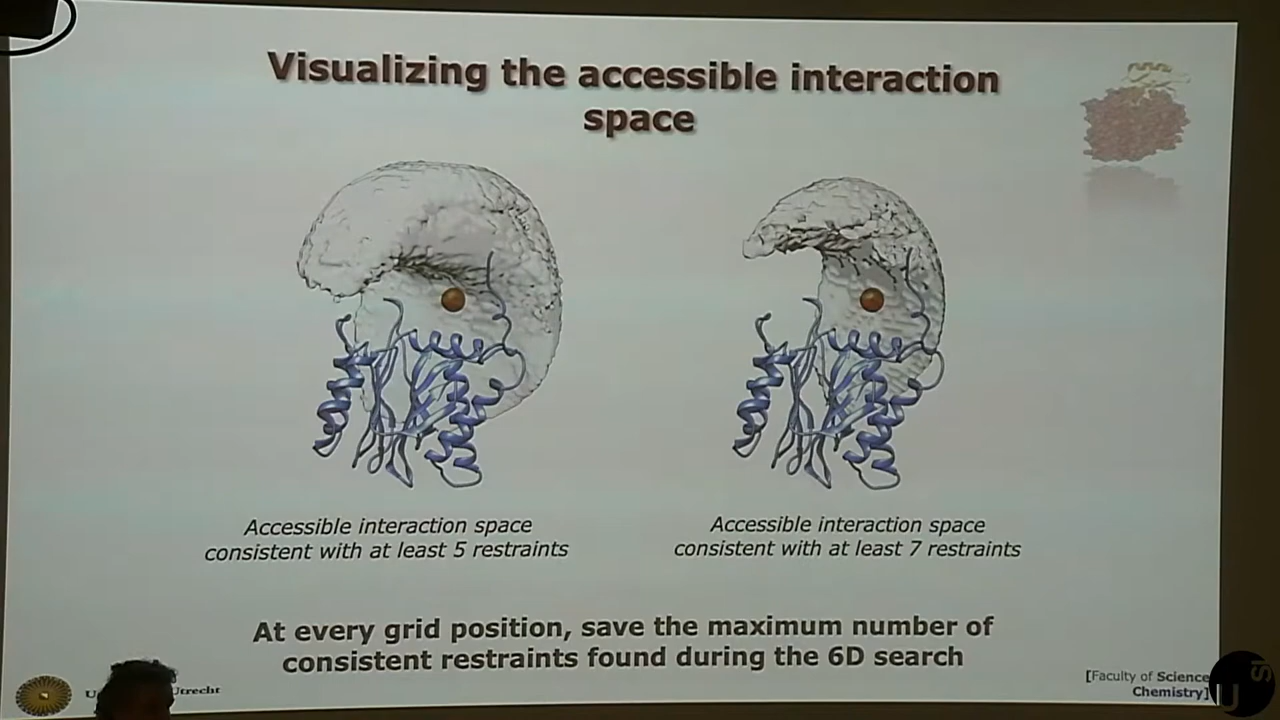 Visualizing the accessible interaction
space
Accessible interaction space
consistent with at least 5 restraints
Accessible interaction space
consistent with at least 7 restraints
At every grid position, save the maximum number of
consistent restraints found during the 6D search
Utrecht
[Faculty of Science
Chemistry]
U
SI